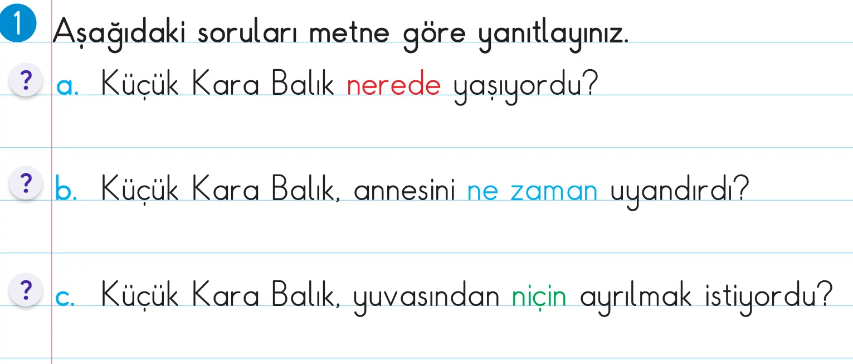 1 Aşağıdaki soruları metne göre yanıtlayınız.
? a. Küçük Kara Balık nerede yaşıyordu?
? b. Küçük Kara Balık, annesini ne zaman uyandırdı?
? c. Küçük Kara Balık, yuvasından niçin ayrılmak istiyordu?